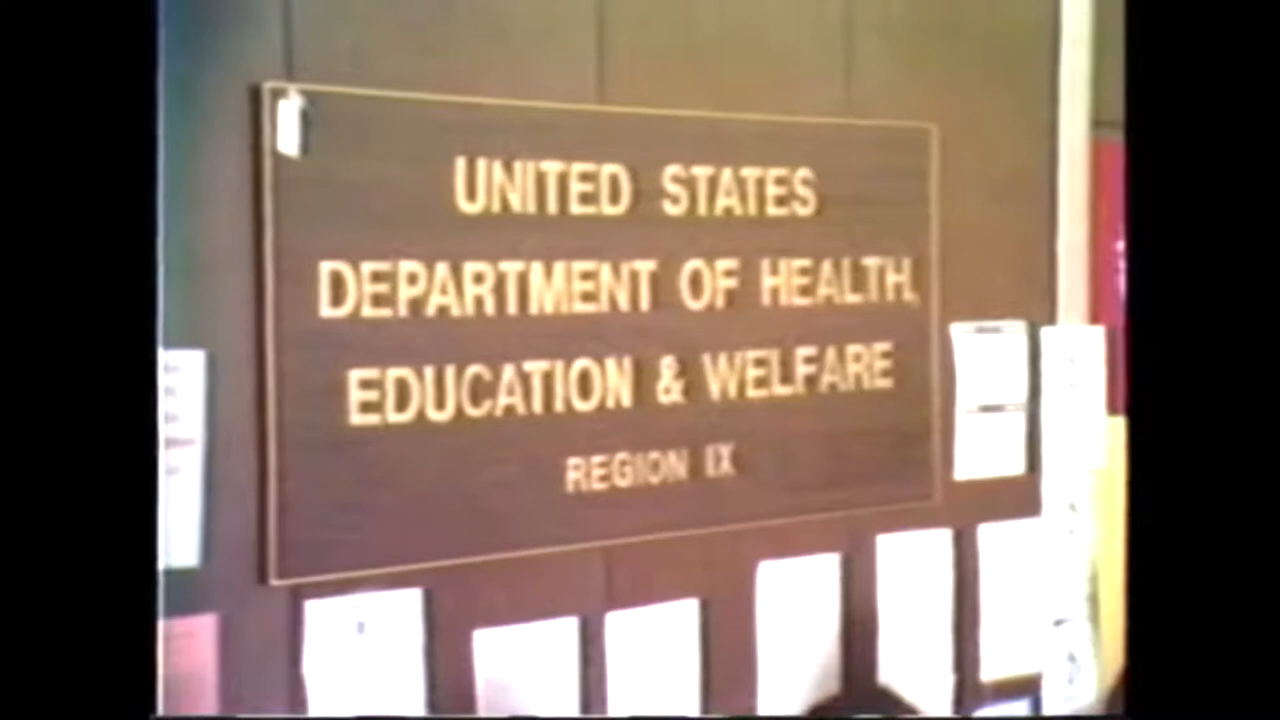 UNITED STATES
DEPARTMENT OF HEALTH,
EDUCATION & WELFARE
REGION IX